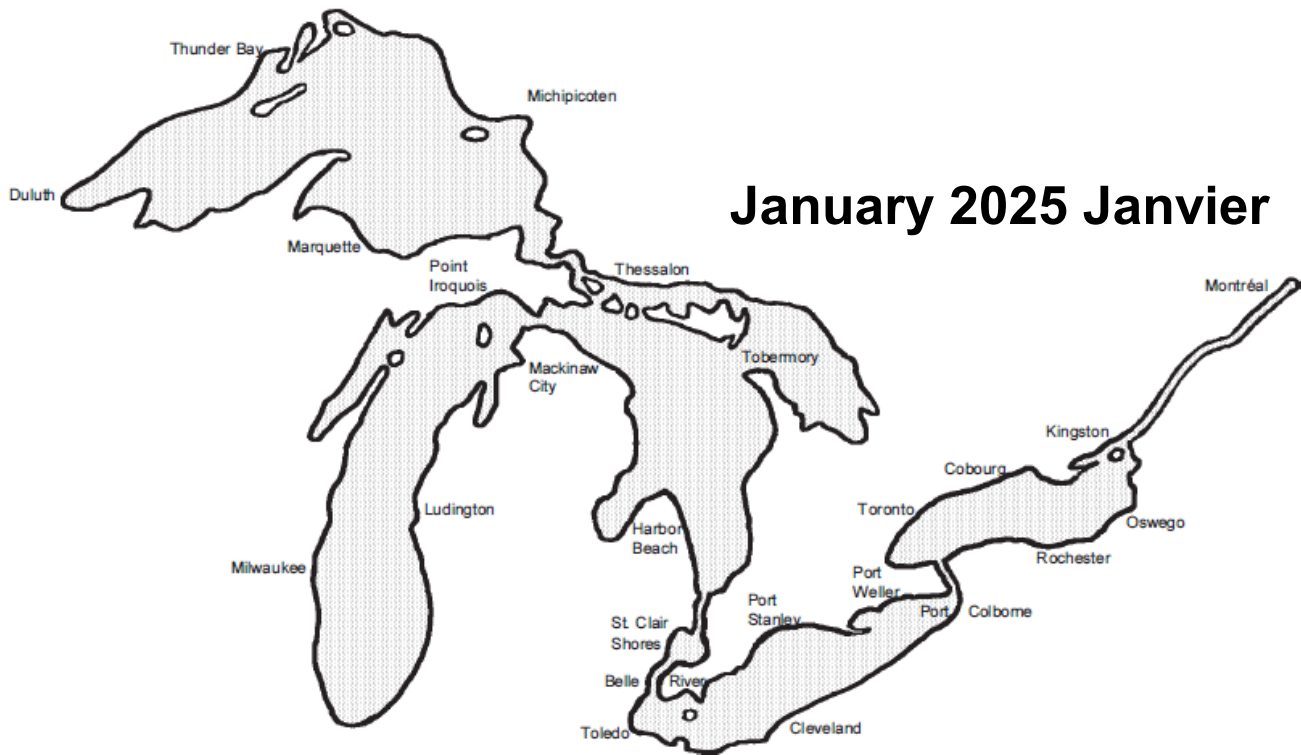 Thunder Bay
Michipicoten
Duluth
January 2025 Janvier
Marquette
Point
Iroquois
Thessalon
Montréal
Mackinaw
City
Tobermory
Kingston
Cobourg
Ludington
Toronto
Oswego
Harbor
Beach
Rochester
Milwaukee
Port
Weller
Port
Stanley
Port Colborne
St. Clair
Shores
Belle River
Toledo
Cleveland